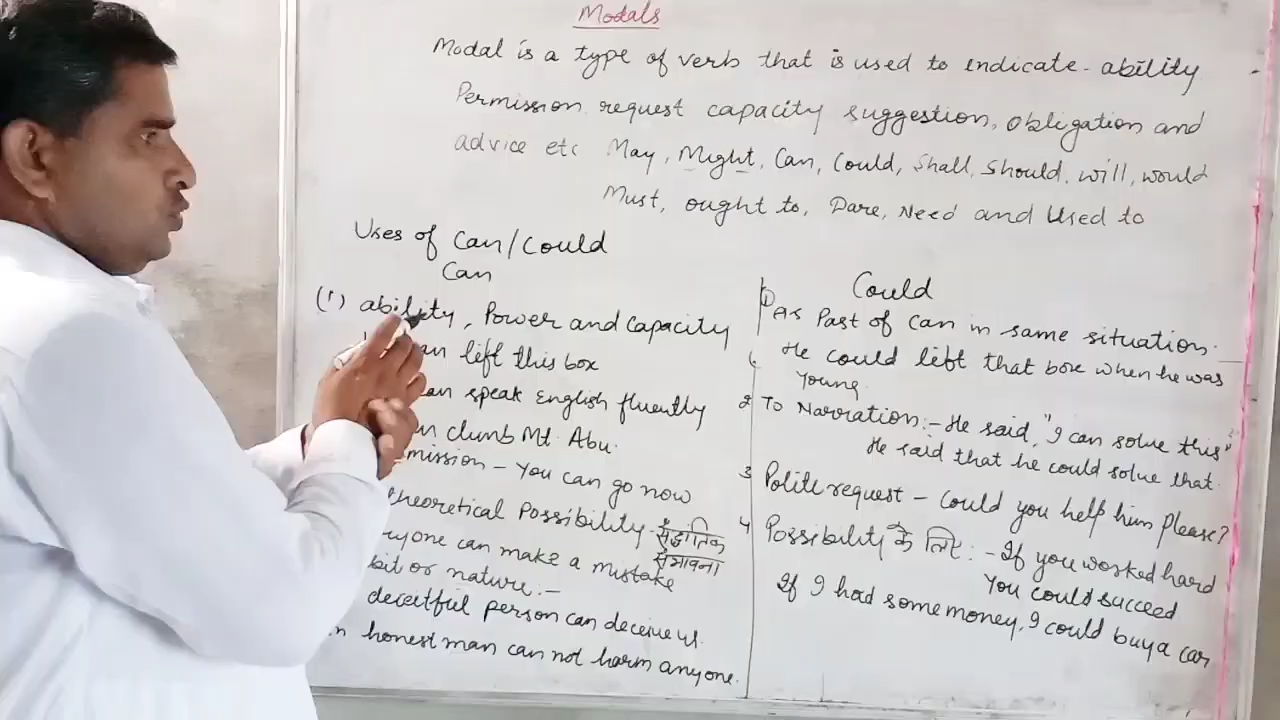 Modals
Modal is a type of verb that is used to indicate - ability
Permission request capacity suggestion, obligation and
advice etc May, Might, Can, Could, Shall, Should, will, would
Must, ought to, Dare, Need and Used to
Uses of Can/Could
Can
(1) ability, Power and Capacity
left this box
speak English fluently
climb Mt. Abu.
mission - You can go now
theoretical Possibility - सैद्धांतिक
संभावना
ryone can make a mistake
bit or nature :-
deceitful person can deceive us.
n honest man can not harm anyone.
Could
1) As Past of Can in same situation.
He could left that box when he was
Young.
2 To Narration :- He said, "I can solve this"
He said that he could solve that.
3 Polite request - Could you help him please?
4 Possibility के लिए :- If you worked hard
You could succeed
If I had some money, I could buy a car